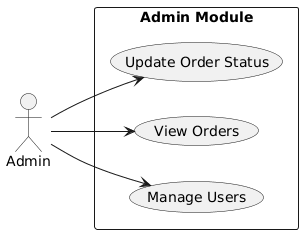 Admin Module
Update Order Status
View Orders
Admin
Manage Users